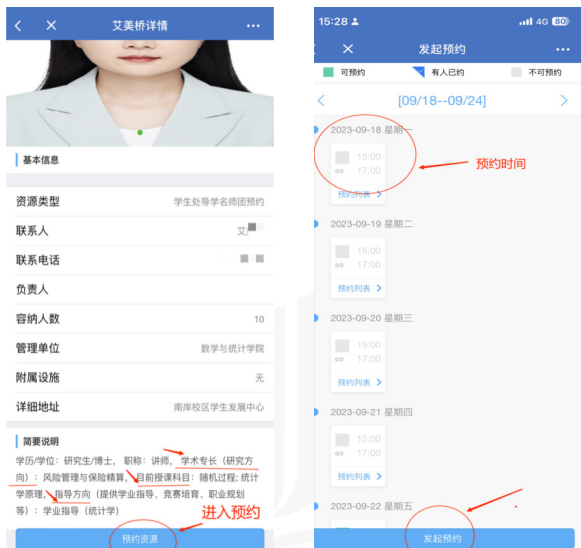 艾美桥详情
基本信息
资源类型 学生处导学名师团预约
联系人 艾
联系电话
负责人
容纳人数 10
管理单位 数学与统计学院
附属设施 无
详细地址 南岸校区学生发展中心
简要说明
学历/学位：研究生/博士， 职称：讲师， 学术专长（研究方
向）：风险管理与保险精算， 目前授课科目：随机过程; 统计
学原理， 指导方向（提供学业指导、竞赛培育、职业规划
等）：学业指导（统计学）
进入预约
预约资源
15:28 4G 80
发起预约
可预约 有人已约 不可预约
[09/18--09/24]
2023-09-18 星期一
15:00
0/0 17:00
预约列表
预约时间
2023-09-19 星期二
15:00
0/0 17:00
预约列表
2023-09-20 星期三
15:00
0/0 17:00
预约列表
2023-09-21 星期四
15:00
0/0 17:00
预约列表
2023-09-22 星期五
发起预约